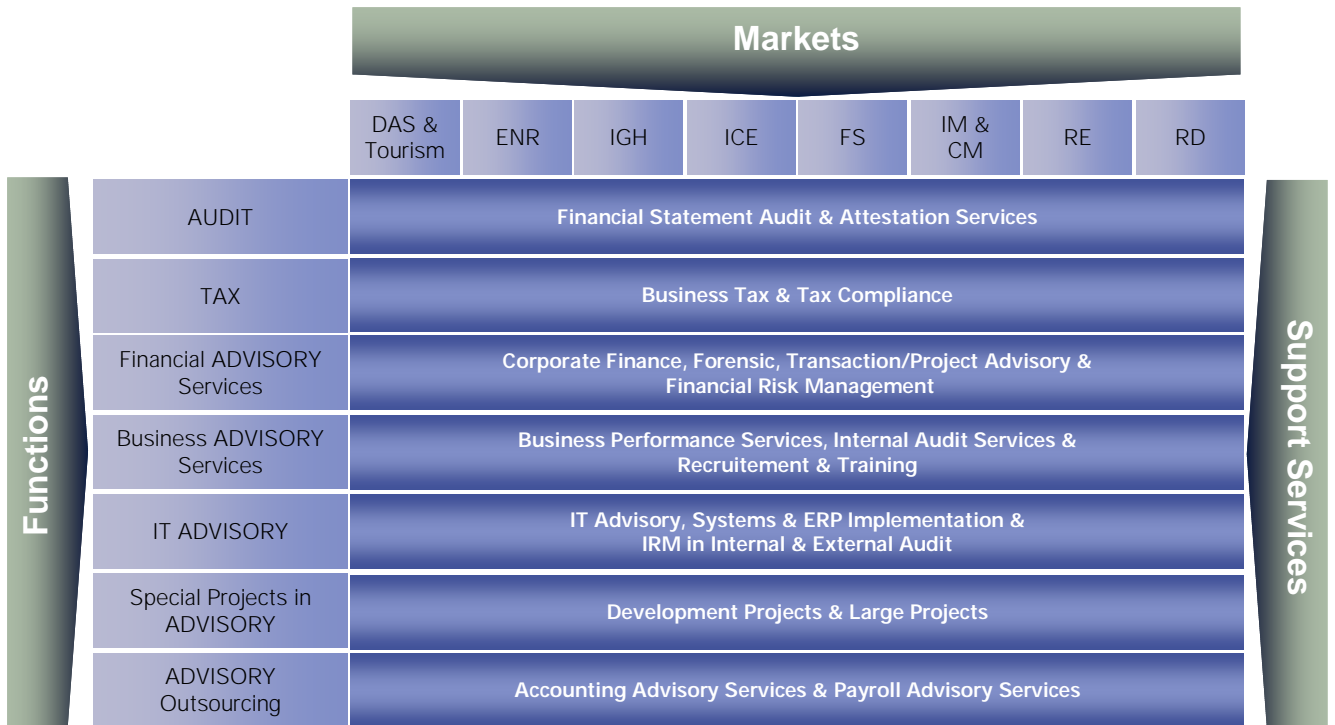 Markets
DAS &
Tourism
ENR
IGH
ICE
FS
IM &
CM
RE
RD
Functions
AUDIT
Financial Statement Audit & Attestation Services
TAX
Business Tax & Tax Compliance
Financial ADVISORY
Services
Corporate Finance, Forensic, Transaction/Project Advisory &
Financial Risk Management
Business ADVISORY
Services
Business Performance Services, Internal Audit Services &
Recruitement & Training
IT ADVISORY
IT Advisory, Systems & ERP Implementation &
IRM in Internal & External Audit
Special Projects in
ADVISORY
Development Projects & Large Projects
ADVISORY
Outsourcing
Accounting Advisory Services & Payroll Advisory Services
Support Services